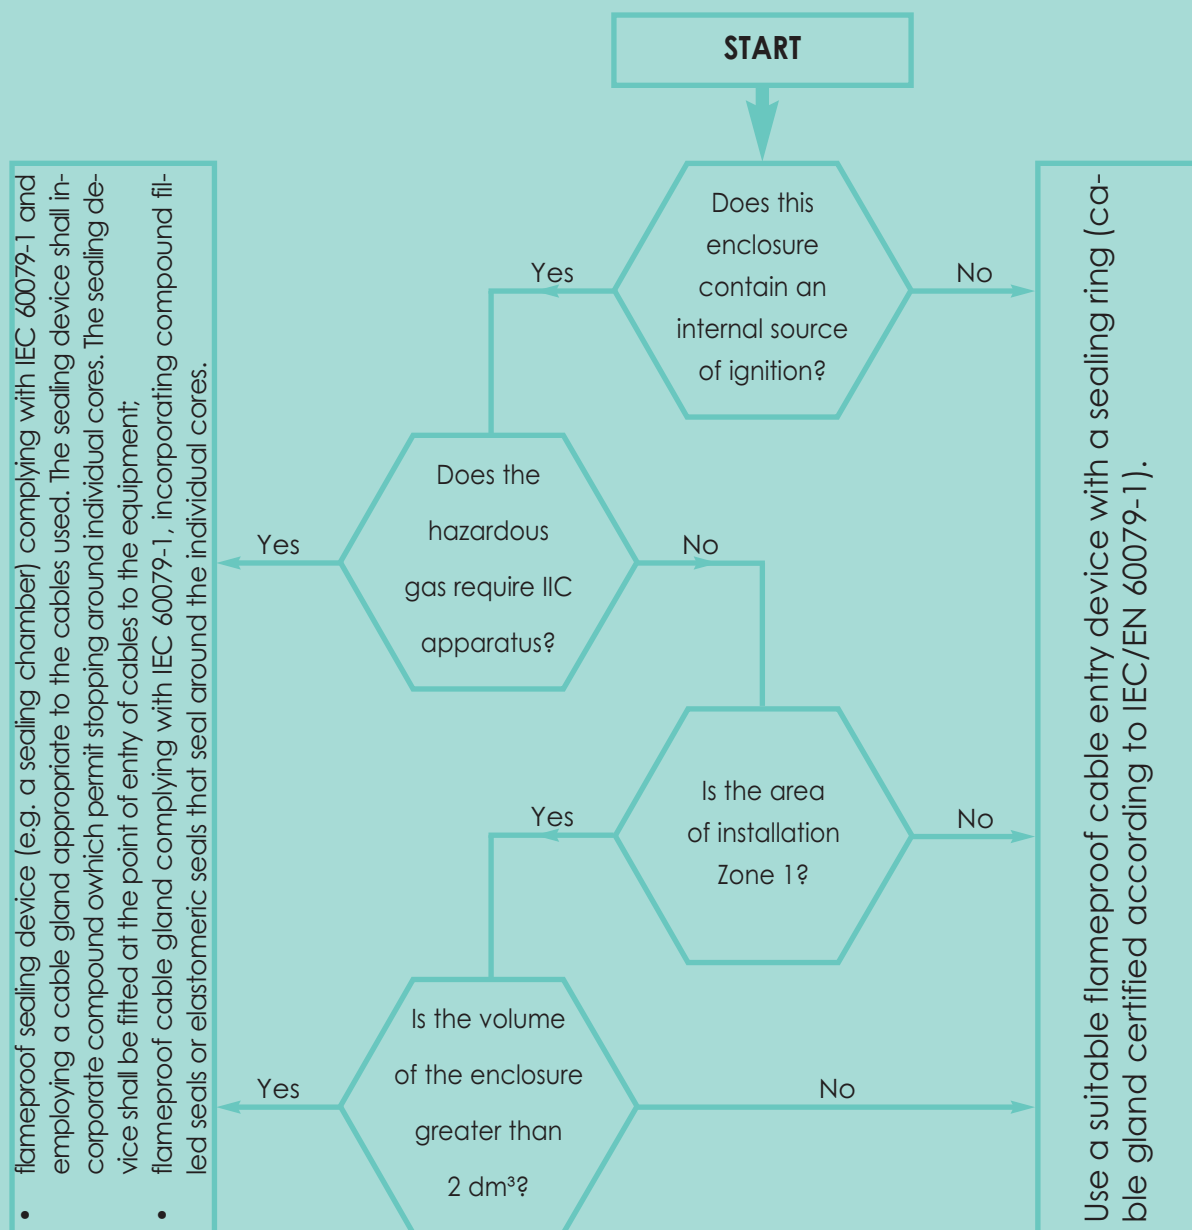 START
Does this
enclosure
contain an
internal source
of ignition?
Yes
No
Does the
hazardous
gas require IIC
apparatus?
Yes
No
Is the area
of installation
Zone 1?
Yes
No
Is the volume
of the enclosure
greater than
2 dm³?
Yes
No
• flameproof sealing device (e.g. a sealing chamber) complying with IEC 60079-1 and
employing a cable gland appropriate to the cables used. The sealing device shall in-
corporate compound owhich permit stopping around individual cores. The sealing de-
vice shall be fitted at the point of entry of cables to the equipment;
• flameproof cable gland complying with IEC 60079-1, incorporating compound fil-
led seals or elastomeric seals that seal around the individual cores.
Use a suitable flameproof cable entry device with a sealing ring (ca-
ble gland certified according to IEC/EN 60079-1).